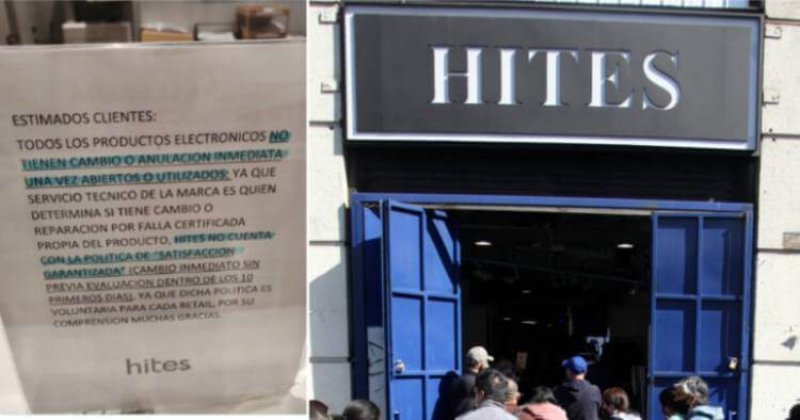 ESTIMADOS CLIENTES:
TODOS LOS PRODUCTOS ELECTRONICOS NO
TIENEN CAMBIO O ANULACION INMEDIATA
UNA VEZ ABIERTOS O UTILIZADOS; YA QUE
SERVICIO TECNICO DE LA MARCA ES QUIEN
DETERMINA SI TIENE CAMBIO O
REPARACION POR FALLA CERTIFICADA
PROPIA DEL PRODUCTO, HITES NO CUENTA
CON LA POLITICA DE "SATISFACCION
GARANTIZADA" (CAMBIO INMEDIATO SIN
PREVIA EVALUACION DENTRO DE LOS 10
PRIMEROS DIAS), YA QUE DICHA POLITICA ES
VOLUNTARIA PARA CADA RETAIL, POR SU
COMPRENSION MUCHAS GRACIAS.
hites
HITES